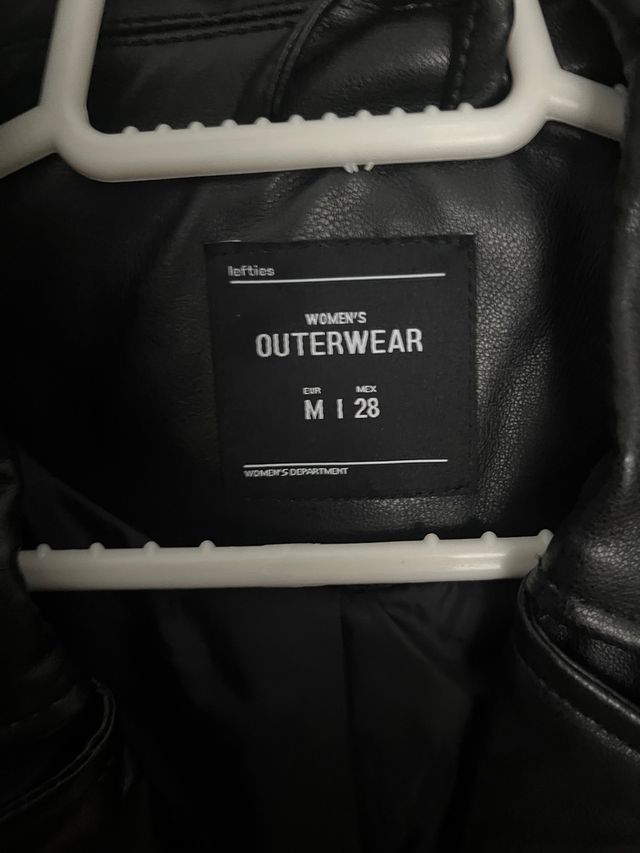 lefties
WOMEN'S
OUTERWEAR
EUR MEX
M | 28
WOMEN'S DEPARTMENT